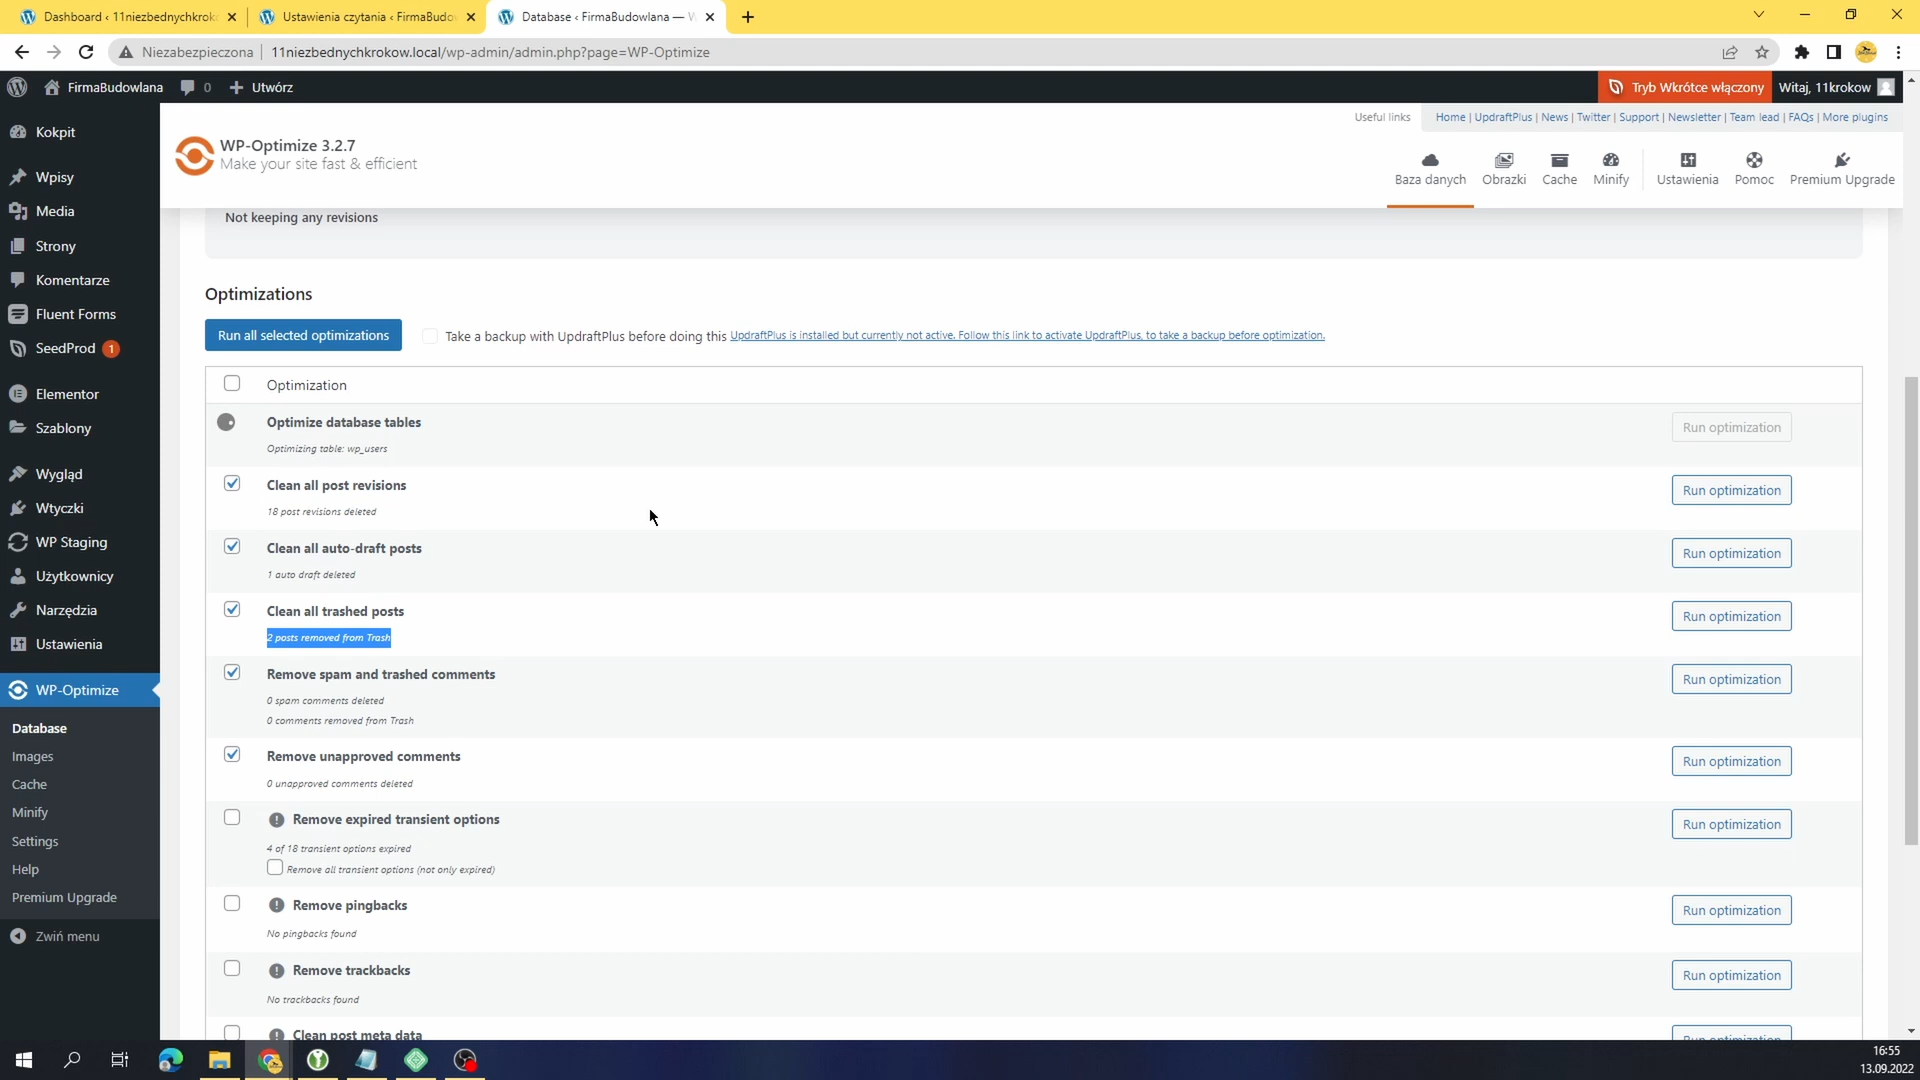 Dashboard ‹ 11niezbednychkrok
Ustawienia czytania ‹ FirmaBudo
Database ‹ FirmaBudowlana — W
Niezabezpieczona
11niezbednychkrokow.local/wp-admin/admin.php?page=WP-Optimize
FirmaBudowlana
0
Utwórz
Tryb Wkrótce włączony
Witaj, 11krokow
Kokpit
Wpisy
Media
Strony
Komentarze
Fluent Forms
SeedProd 1
Elementor
Szablony
Wygląd
Wtyczki
WP Staging
Użytkownicy
Narzędzia
Ustawienia
WP-Optimize
Database
Images
Cache
Minify
Settings
Help
Premium Upgrade
Zwiń menu
WP-Optimize 3.2.7
Make your site fast & efficient
Useful links
Home | UpdraftPlus | News | Twitter | Support | Newsletter | Team lead | FAQs | More plugins
Baza danych
Obrazki
Cache
Minify
Ustawienia
Pomoc
Premium Upgrade
Not keeping any revisions
Optimizations
Run all selected optimizations
Take a backup with UpdraftPlus before doing this UpdraftPlus is installed but currently not active. Follow this link to activate UpdraftPlus, to take a backup before optimization.
Optimization
Optimize database tables
Optimizing table: wp_users
Run optimization
Clean all post revisions
18 post revisions deleted
Run optimization
Clean all auto-draft posts
1 auto draft deleted
Run optimization
Clean all trashed posts
2 posts removed from Trash
Run optimization
Remove spam and trashed comments
0 spam comments deleted
0 comments removed from Trash
Run optimization
Remove unapproved comments
0 unapproved comments deleted
Run optimization
Remove expired transient options
4 of 18 transient options expired
Remove all transient options (not only expired)
Run optimization
Remove pingbacks
No pingbacks found
Run optimization
Remove trackbacks
No trackbacks found
Run optimization
Clean post meta data
Run optimization
16:55
13.09.2022